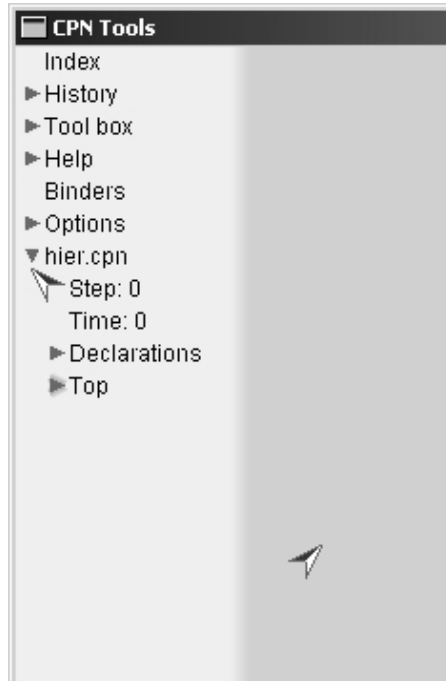 CPN Tools
Index
History
Tool box
Help
Binders
Options
hier.cpn
Step: 0
Time: 0
Declarations
Top